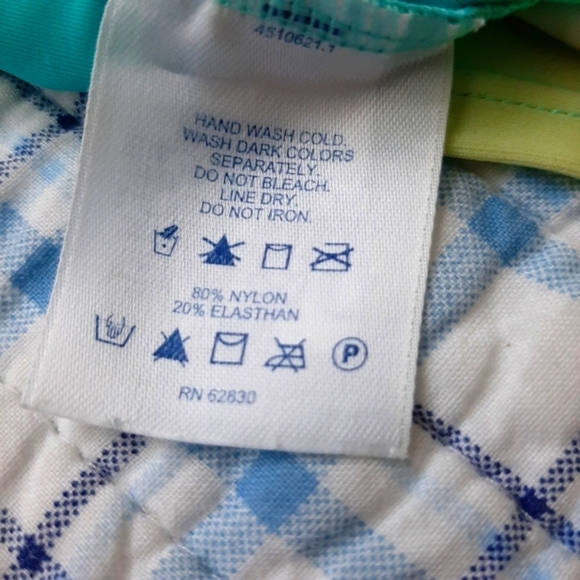 4510621.1
HAND WASH COLD.
WASH DARK COLORS
SEPARATELY.
DO NOT BLEACH.
LINE DRY.
DO NOT IRON.
80% NYLON
20% ELASTHAN
P
RN 62830